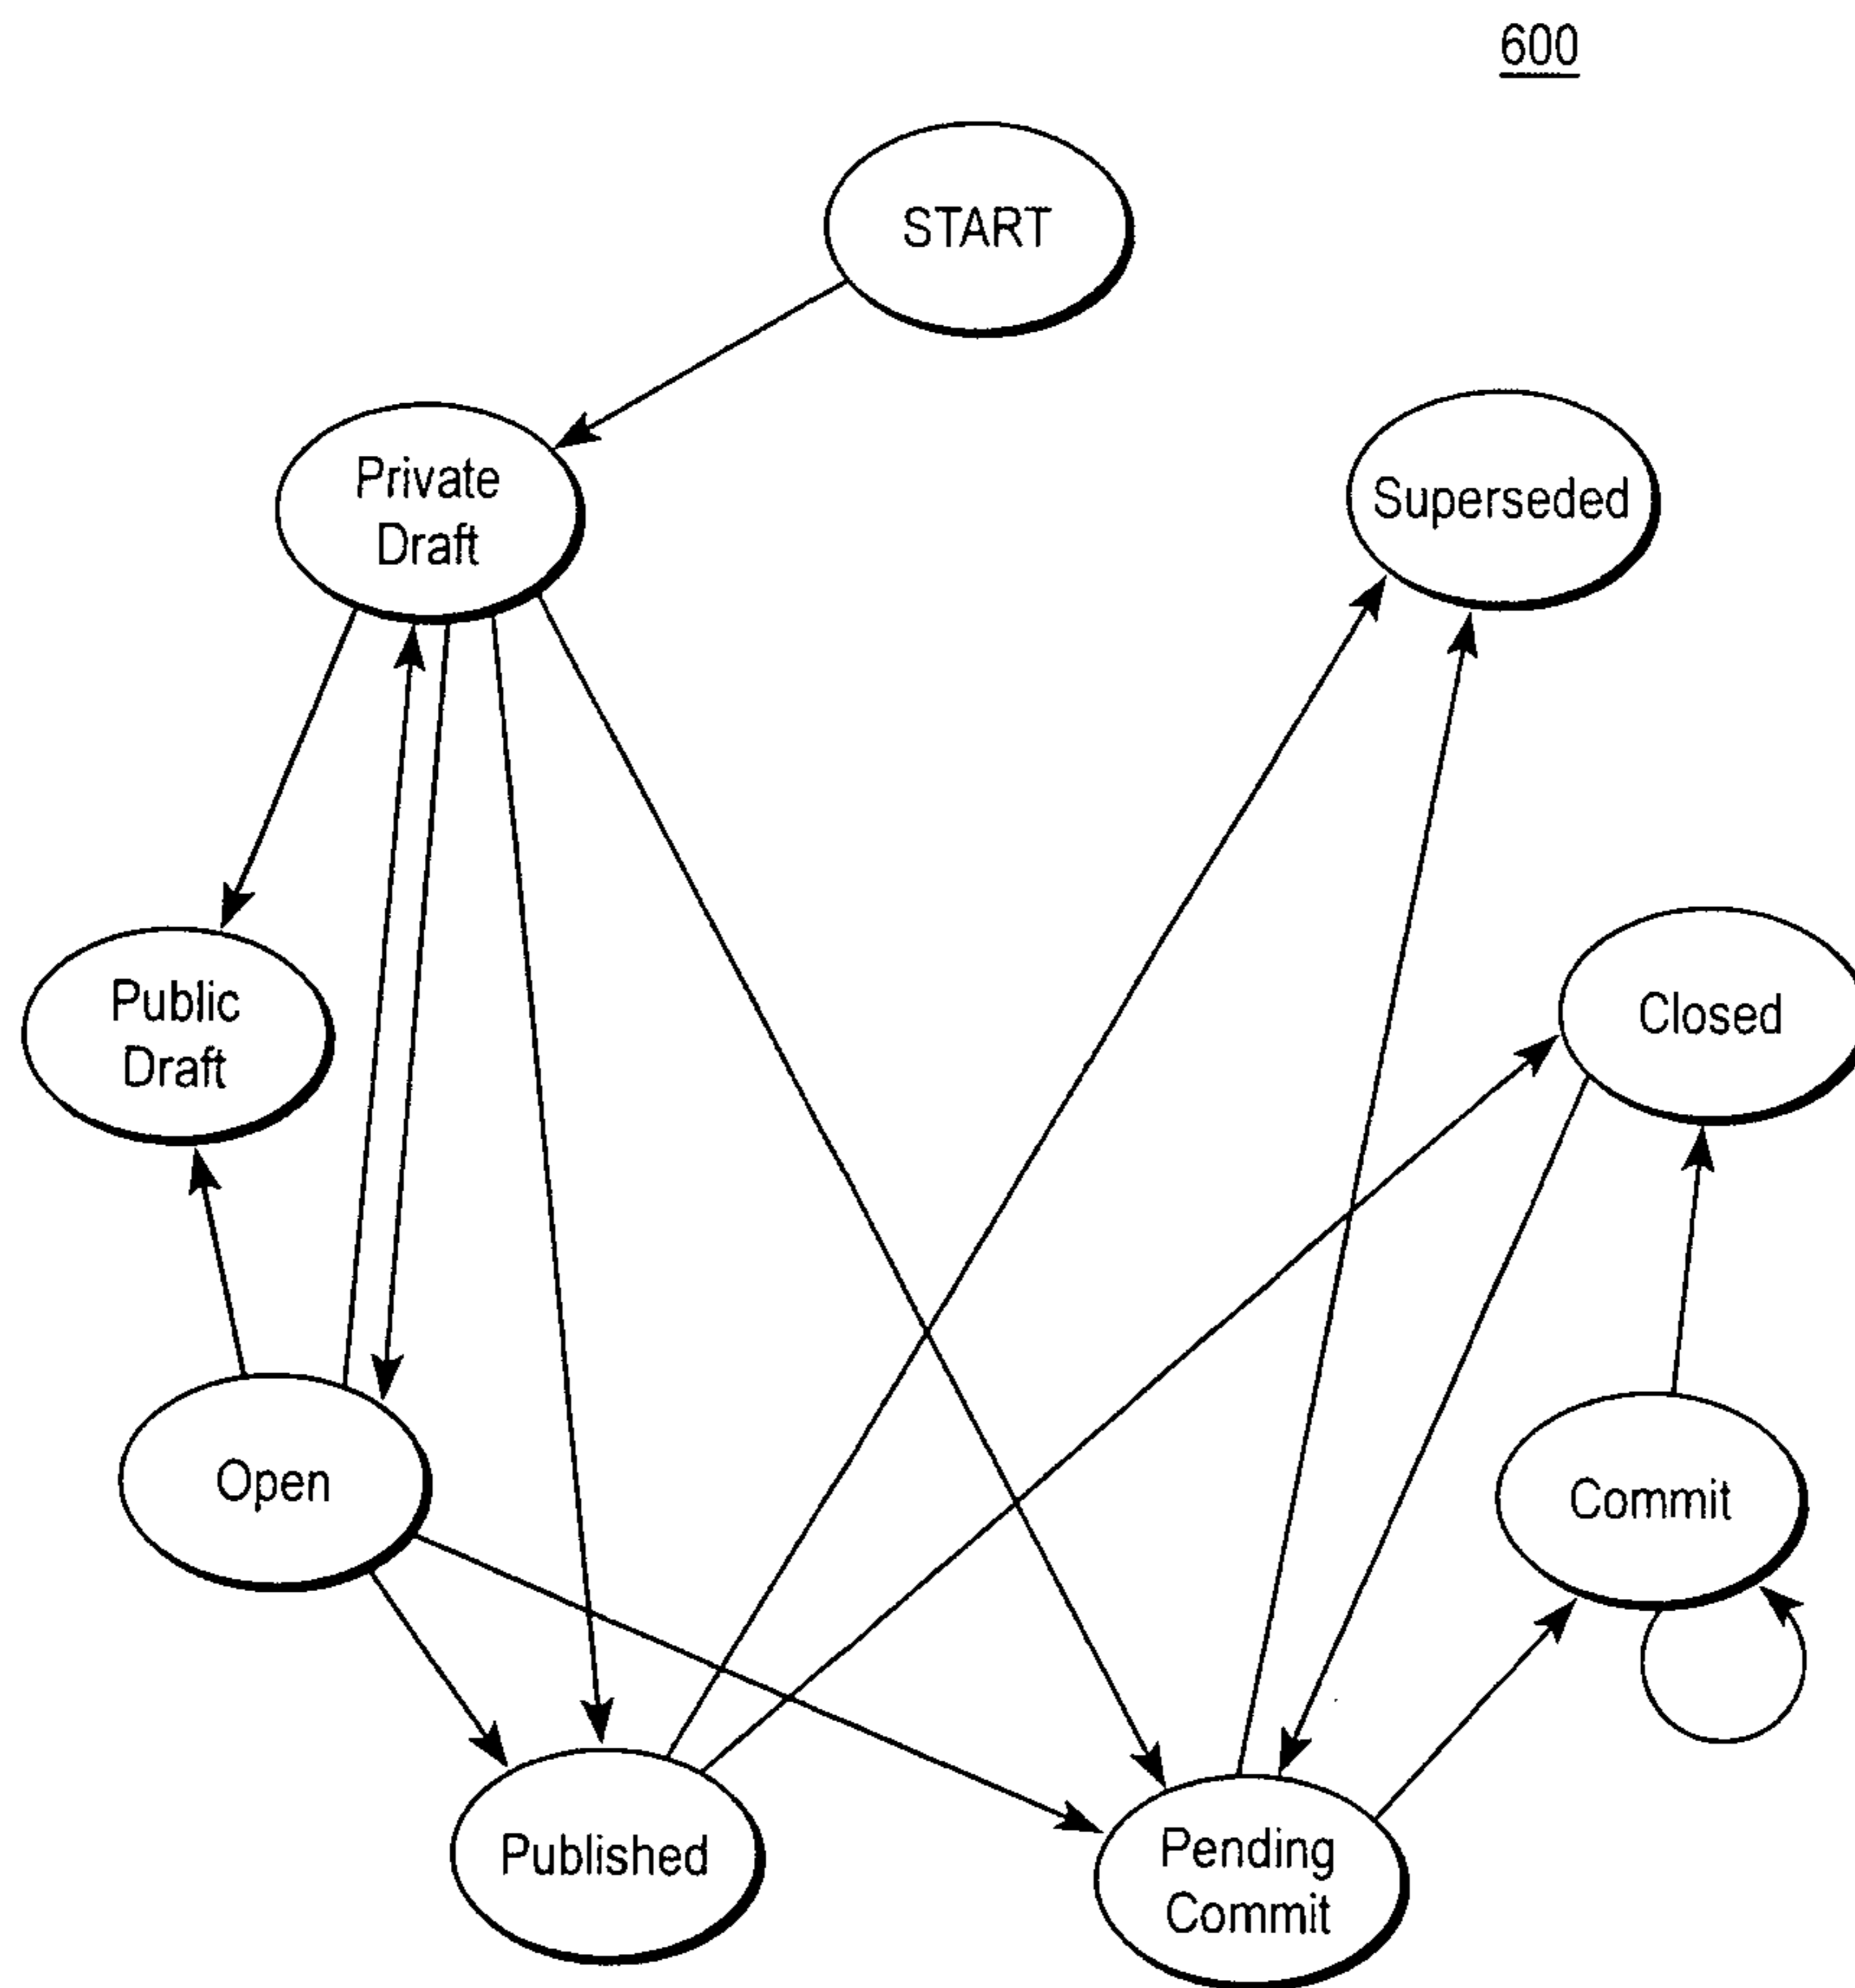 600
START
Private
Draft
Superseded
Public
Draft
Closed
Open
Commit
Published
Pending
Commit